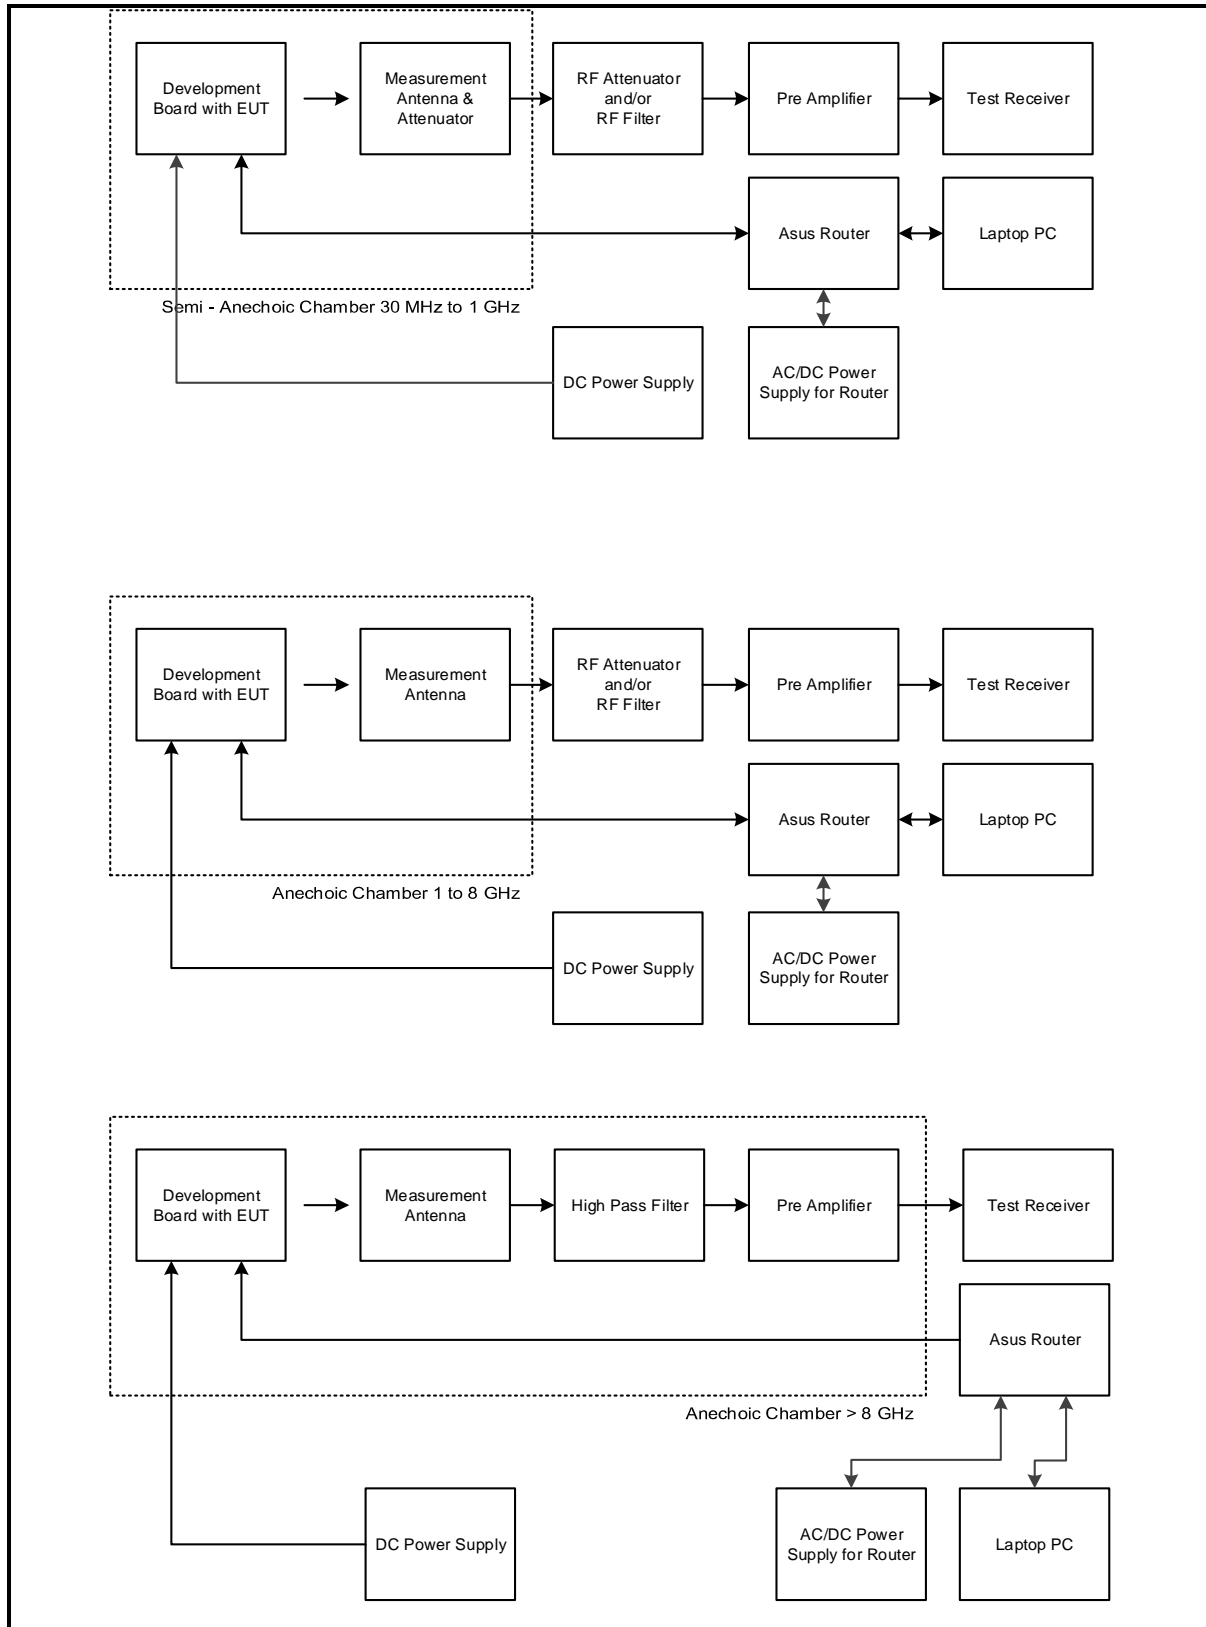 Development
Board with EUT
Measurement
Antenna &
Attenuator
RF Attenuator
and/or
RF Filter
Pre Amplifier
Test Receiver
Asus Router
Laptop PC
Semi - Anechoic Chamber 30 MHz to 1 GHz
DC Power Supply
AC/DC Power
Supply for Router
Development
Board with EUT
Measurement
Antenna
RF Attenuator
and/or
RF Filter
Pre Amplifier
Test Receiver
Asus Router
Laptop PC
Anechoic Chamber 1 to 8 GHz
DC Power Supply
AC/DC Power
Supply for Router
Development
Board with EUT
Measurement
Antenna
High Pass Filter
Pre Amplifier
Test Receiver
Asus Router
Anechoic Chamber > 8 GHz
DC Power Supply
AC/DC Power
Supply for Router
Laptop PC